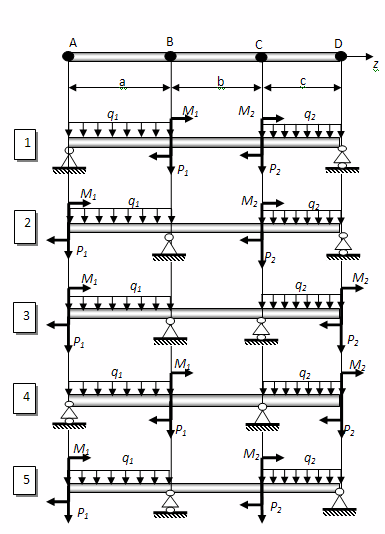 A B C D
z
a b c
q1 M1 M2 q2
1
P1 P2
M1 q1 M2 q2
2
P1 P2
M1 q1 q2 M2
3
P1 P2
q1 M1 q2 M2
4
P1 P2
M1 q1 M2 q2
5
P1 P2